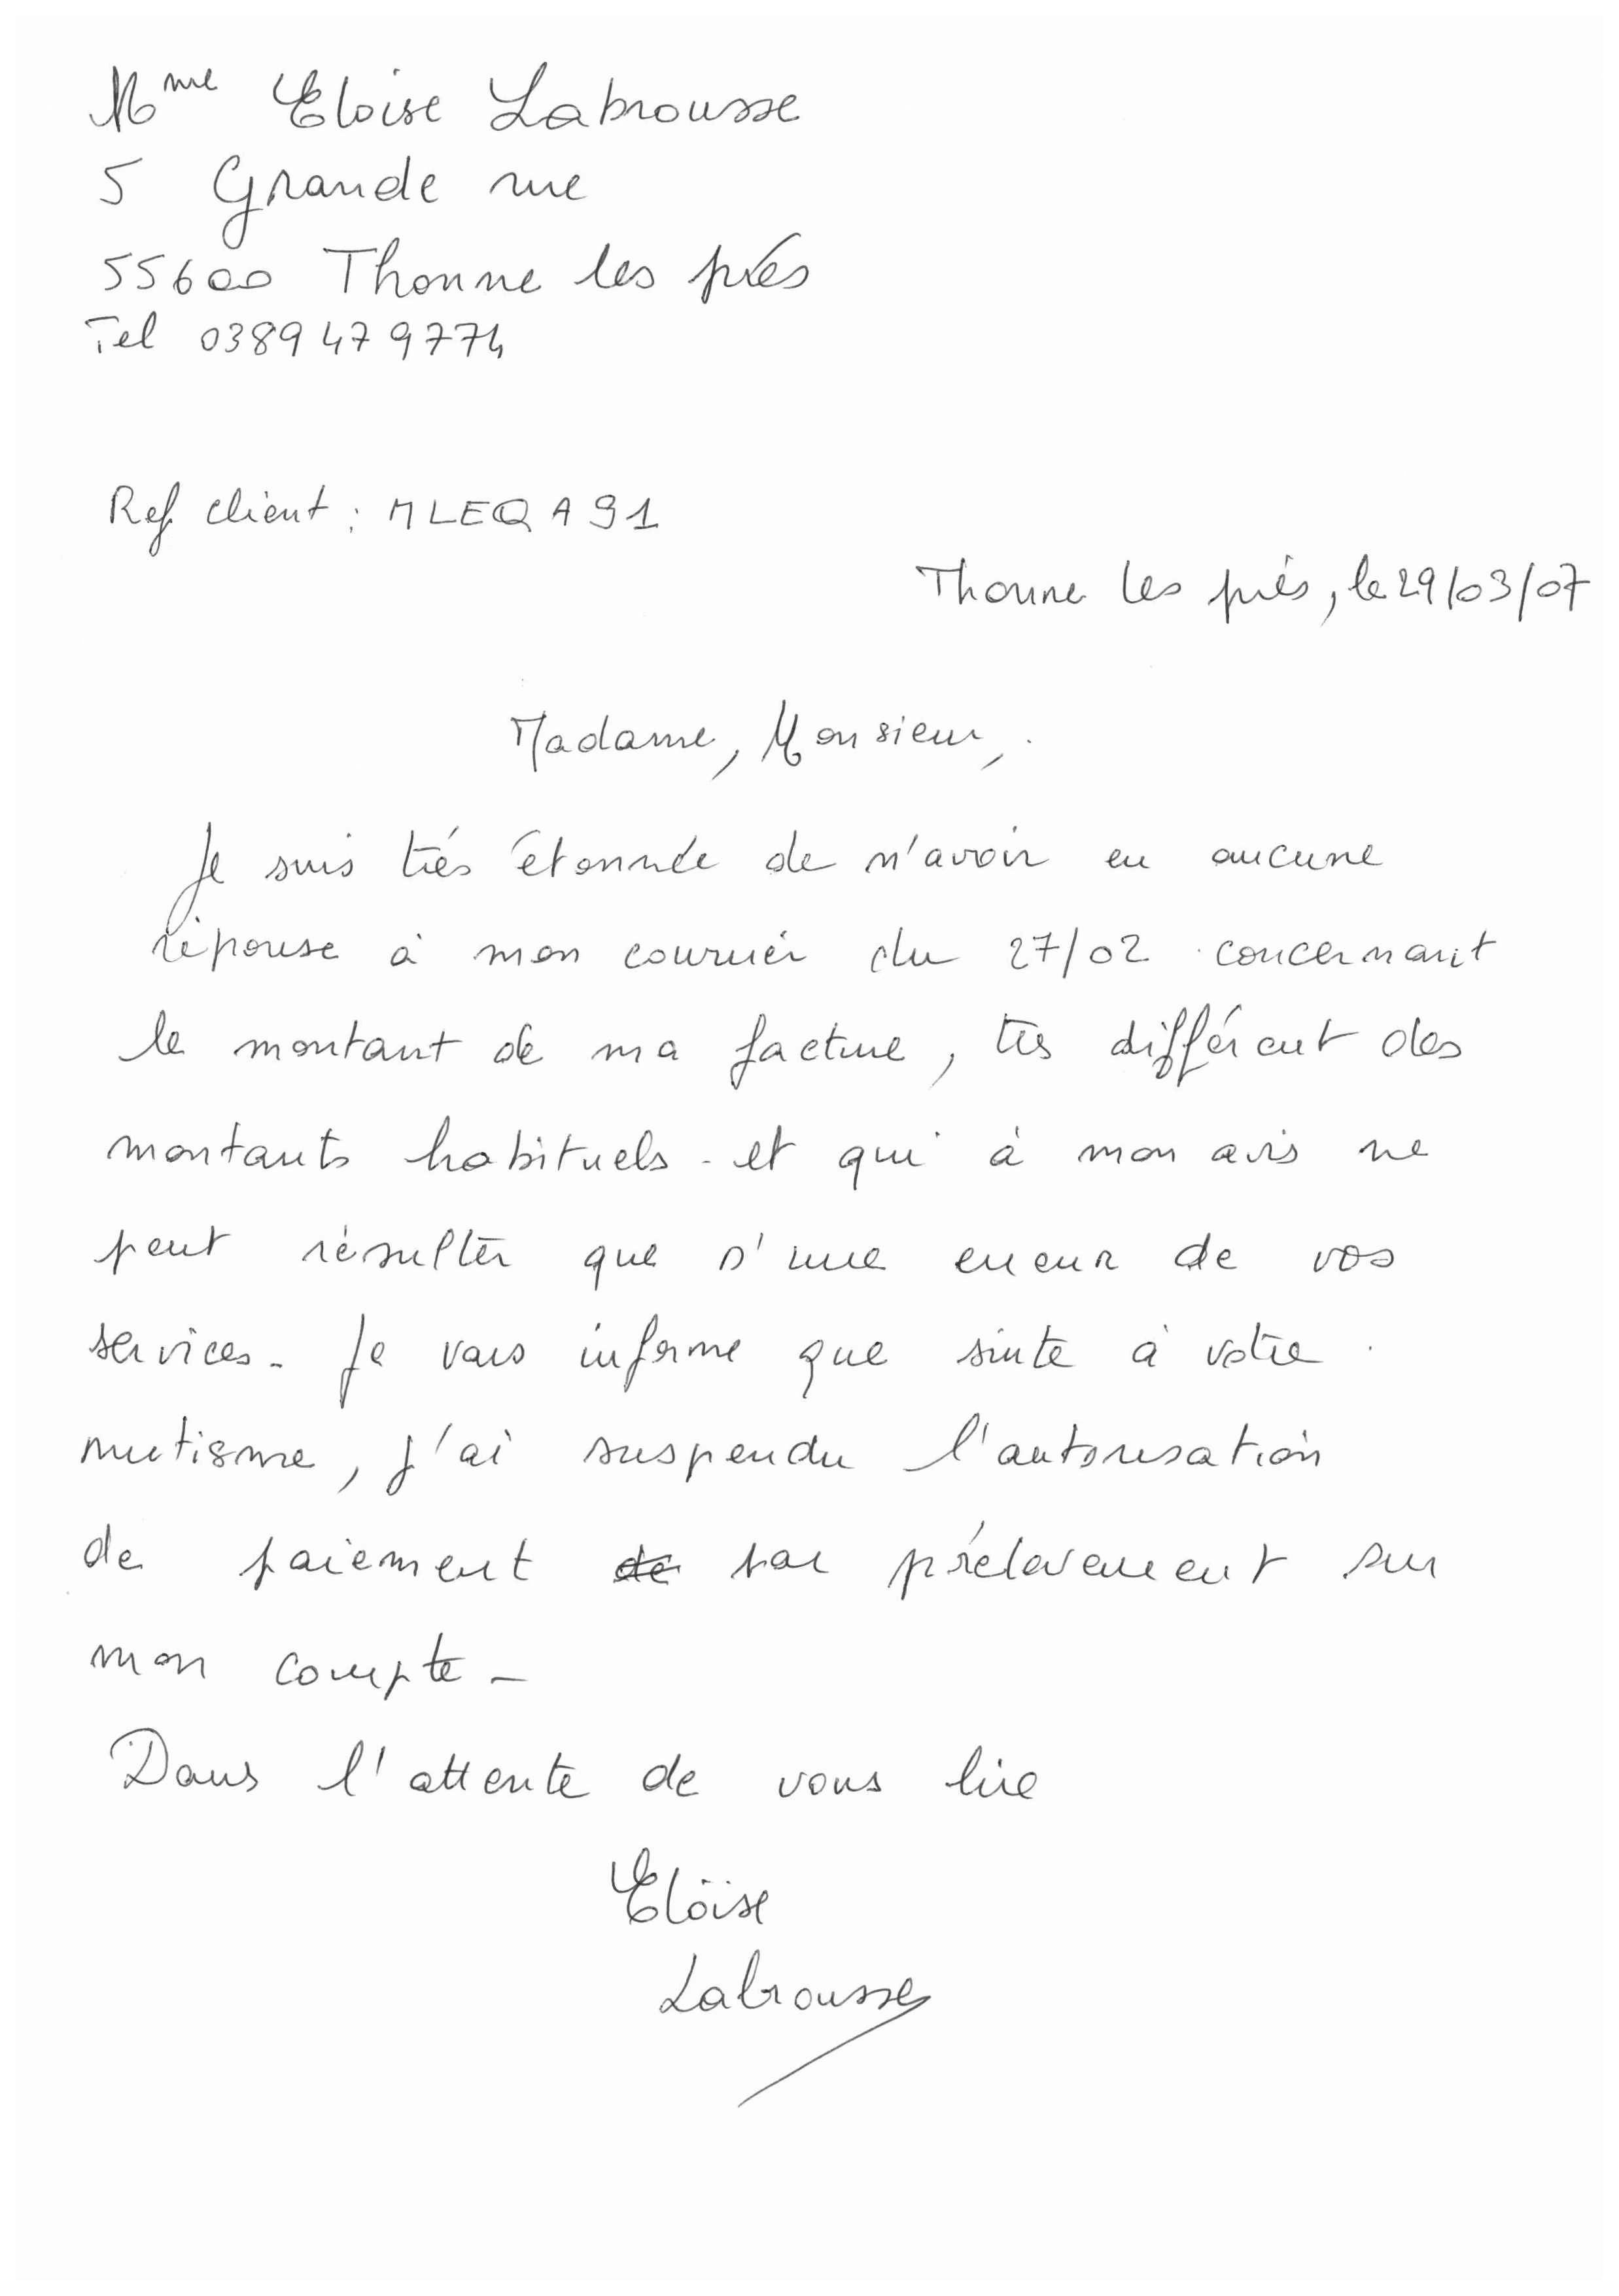 Mme Eloise Labrousse
5 Grande rue
55600 Thonne les prés
Tel 0389479774
Ref client : MLEQA91
Thonne les prés, le 29/03/07
Madame, Monsieur,
Je suis très étonnée de n'avoir eu aucune
réponse à mon courrier du 27/02 concernant
le montant de ma facture, très différent des
montants habituels - et qui à mon avis ne
peut résulter que d'une erreur de vos
services. Je vous informe que suite à votre
mutisme, j'ai suspendu l'autorisation
de paiement de par prélevement sur
mon compte -
Dans l'attente de vous lire
Eloïse
Labrousse